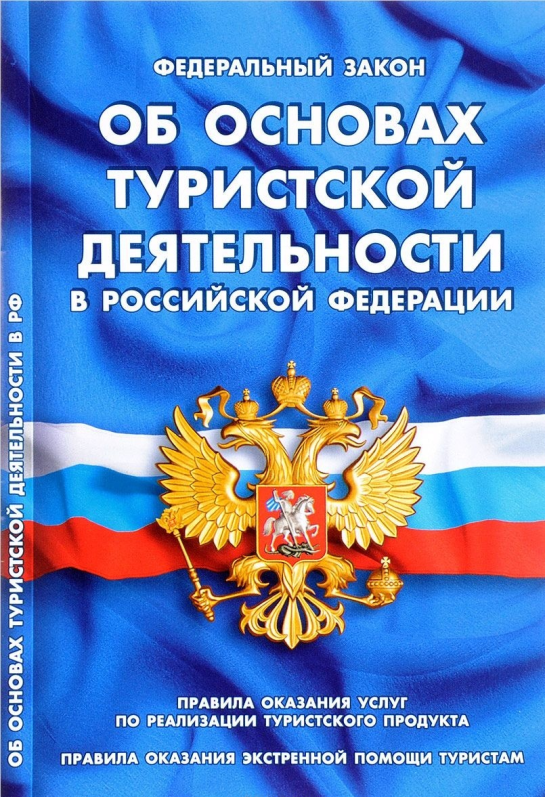 ФЕДЕРАЛЬНЫЙ ЗАКОН
ОБ ОСНОВАХ
ТУРИСТСКОЙ
ДЕЯТЕЛЬНОСТИ
В РОССИЙСКОЙ ФЕДЕРАЦИИ
ПРАВИЛА ОКАЗАНИЯ УСЛУГ
ПО РЕАЛИЗАЦИИ ТУРИСТСКОГО ПРОДУКТА
ПРАВИЛА ОКАЗАНИЯ ЭКСТРЕННОЙ ПОМОЩИ ТУРИСТАМ
ОБ ОСНОВАХ ТУРИСТСКОЙ ДЕЯТЕЛЬНОСТИ В РФ